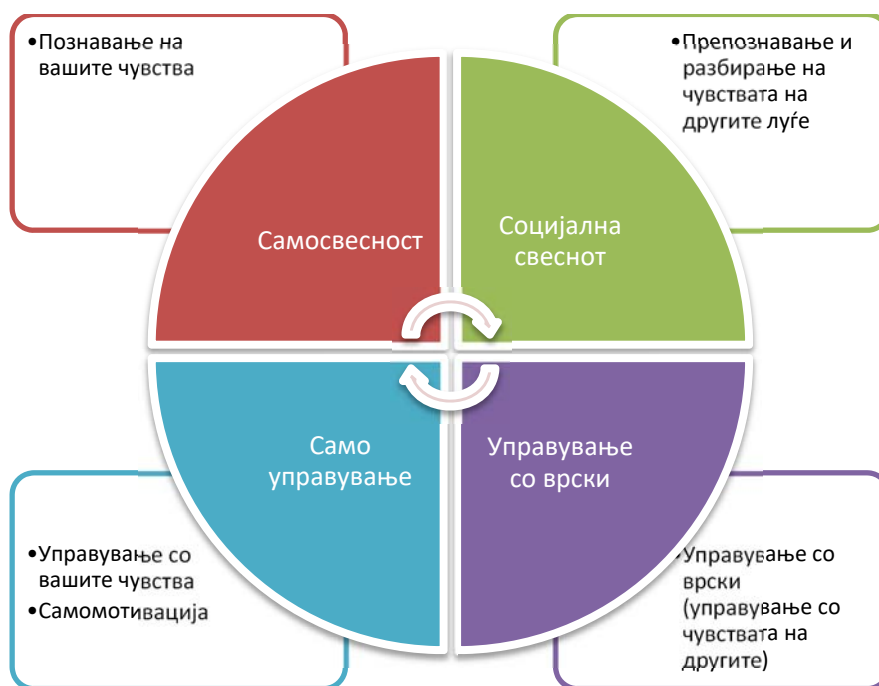 •Познавање на
вашите чувства
•Препознавање и
разбирање на
чувствата на
другите луѓе
Самосвесност
Социјална
свеснот
Само
управување
Управување
со врски
•Управување со
вашите чувства
•Самомотивација
•Управување со
врски
(управување со
чувствата на
другите)